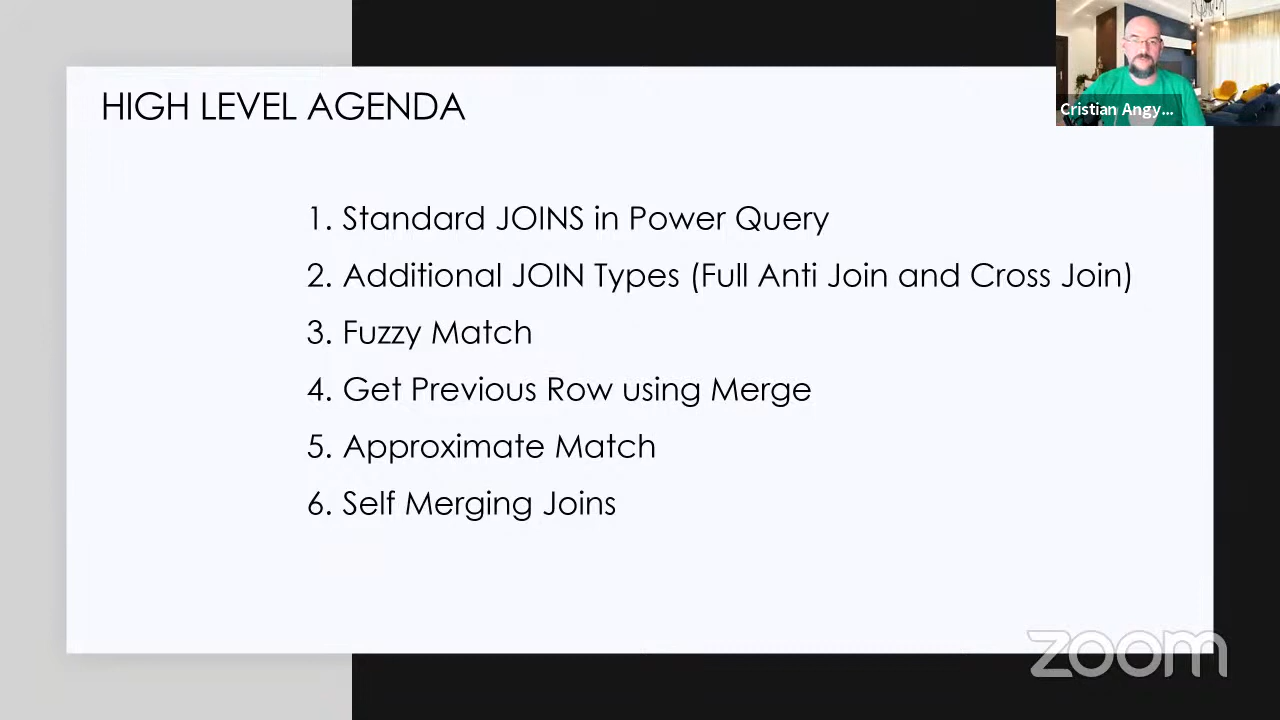 HIGH LEVEL AGENDA
Cristian Angy...
1. Standard JOINS in Power Query
2. Additional JOIN Types (Full Anti Join and Cross Join)
3. Fuzzy Match
4. Get Previous Row using Merge
5. Approximate Match
6. Self Merging Joins
zoom